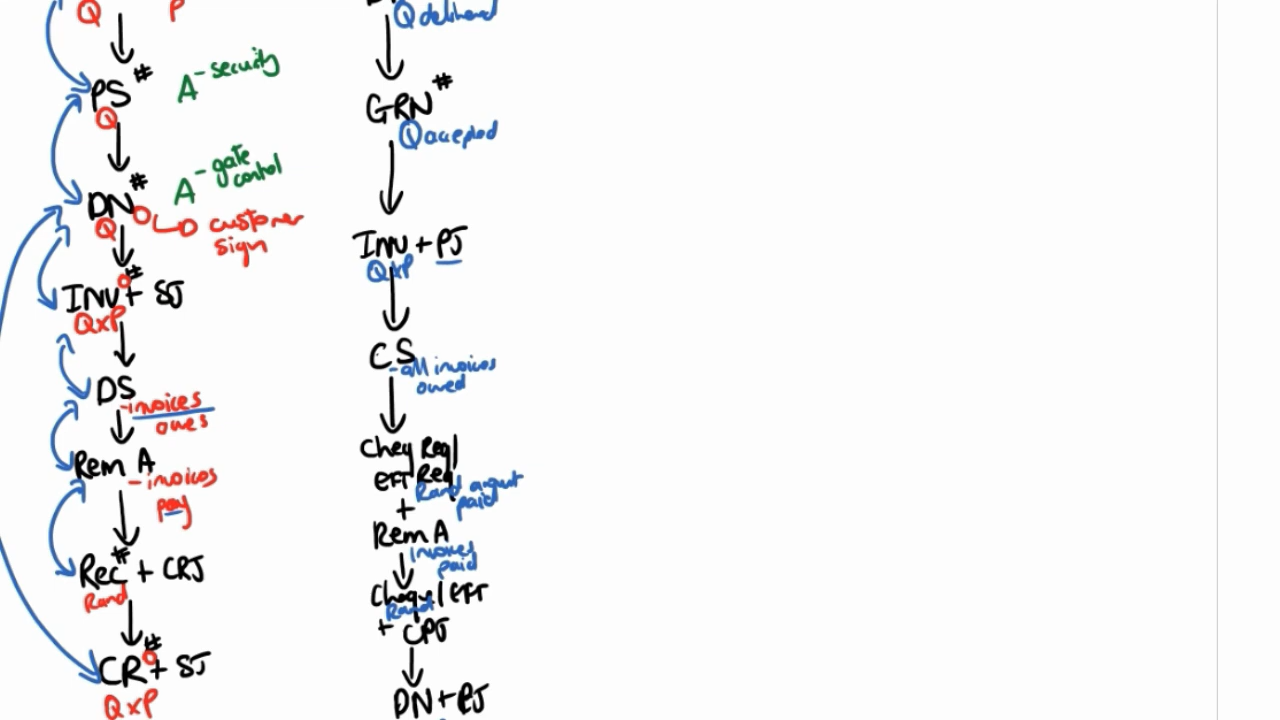 Q P
#
PS
A - security
Q
#
DN
A - gate
control
Q
customer
sign
#
INV + SJ
QxP
DS
- invoices
owes
Rem A
- invoices
pay
#
Rec + CRJ
Rand
#
CR + SJ
QxP
Q delivered
#
GRN
Q accepted
INV + PJ
QxP
CS
- all invoices
owed
Cheq Req/
EFT Req
Rand amount
paid
+
Rem A
invoices
paid
Cheque/EFT
Rand
+ CPJ
DN + PJ